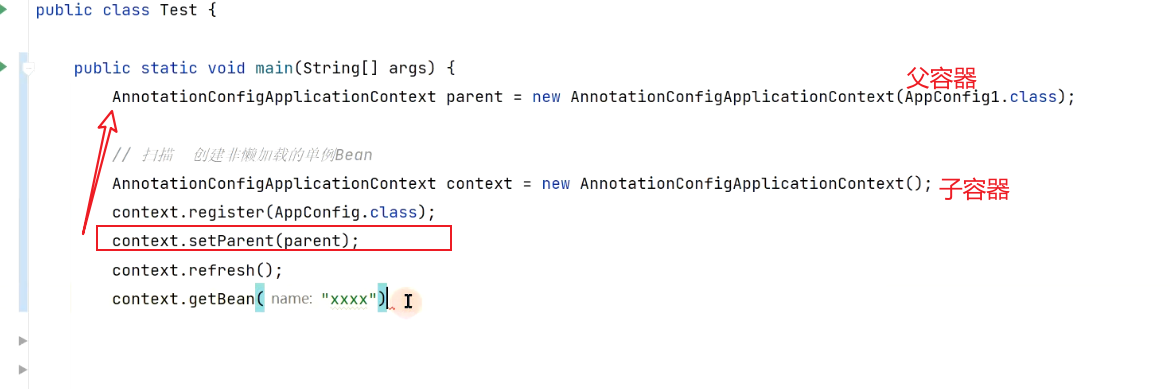 public class Test {
public static void main(String[] args) {
父容器
AnnotationConfigApplicationContext parent = new AnnotationConfigApplicationContext(AppConfig1.class);
// 扫描  创建非懒加载的单例Bean
AnnotationConfigApplicationContext context = new AnnotationConfigApplicationContext(); 子容器
context.register(AppConfig.class);
context.setParent(parent);
context.refresh();
context.getBean( name: "xxxx")